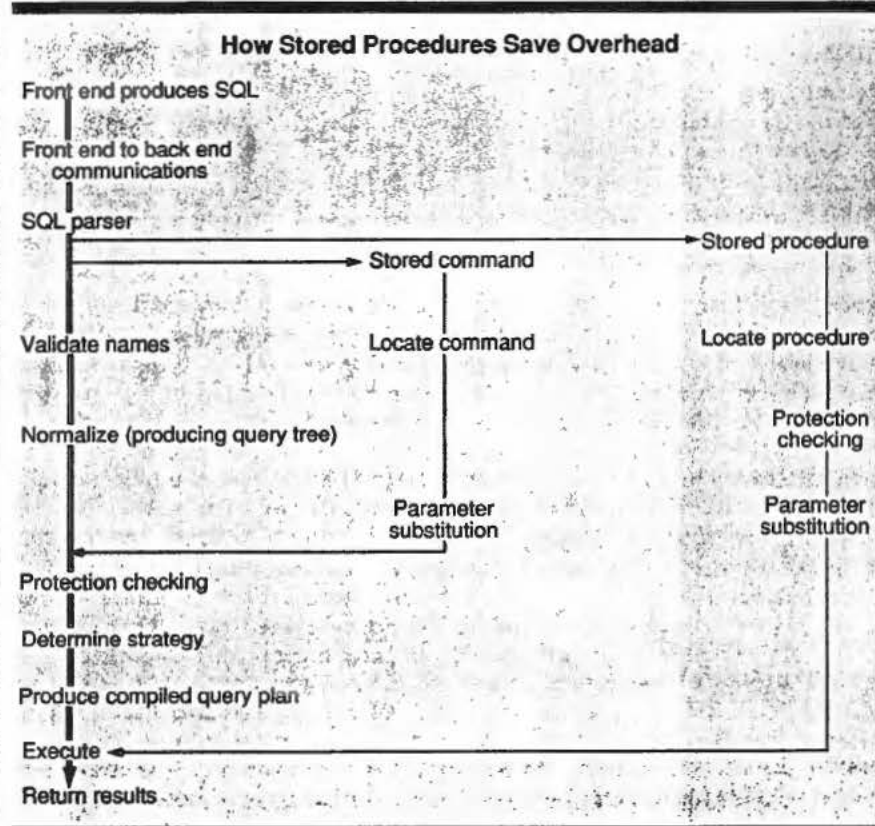 How Stored Procedures Save Overhead
Front end produces SQL
Front end to back end
communications
SQL parser
Stored procedure
Stored command
Validate names
Locate command
Locate procedure
Normalize (producing query tree)
Protection
checking
Parameter
substitution
Parameter
substitution
Protection checking
Determine strategy
Produce compiled query plan
Execute
Return results